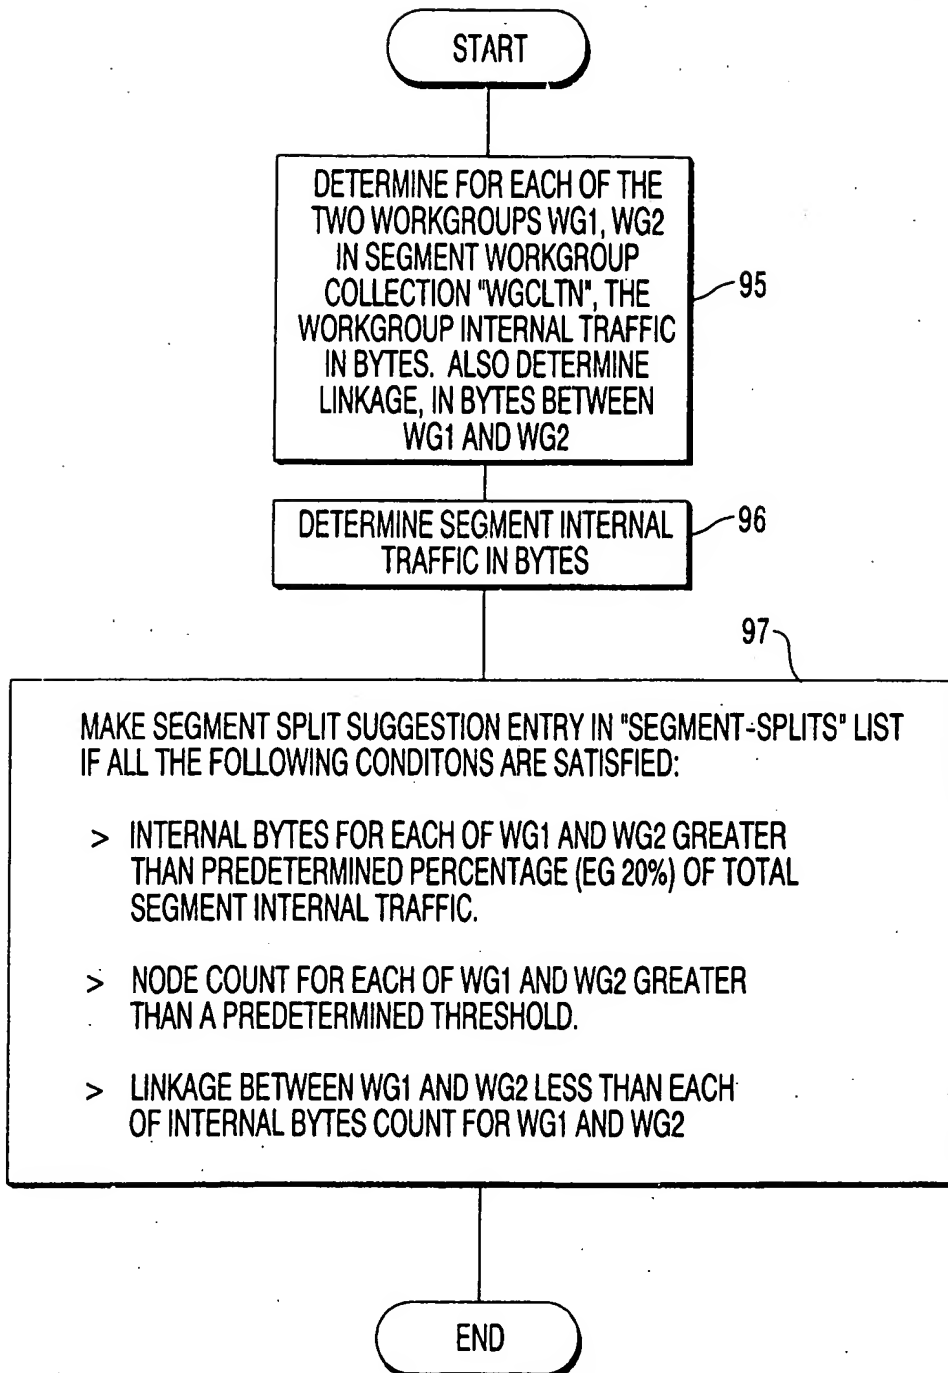 START
DETERMINE FOR EACH OF THE
TWO WORKGROUPS WG1, WG2
IN SEGMENT WORKGROUP
COLLECTION "WGCLTN", THE
WORKGROUP INTERNAL TRAFFIC
IN BYTES. ALSO DETERMINE
LINKAGE, IN BYTES BETWEEN
WG1 AND WG2
95
DETERMINE SEGMENT INTERNAL
TRAFFIC IN BYTES
96
97
MAKE SEGMENT SPLIT SUGGESTION ENTRY IN "SEGMENT-SPLITS" LIST
IF ALL THE FOLLOWING CONDITONS ARE SATISFIED:
> INTERNAL BYTES FOR EACH OF WG1 AND WG2 GREATER
THAN PREDETERMINED PERCENTAGE (EG 20%) OF TOTAL
SEGMENT INTERNAL TRAFFIC.
> NODE COUNT FOR EACH OF WG1 AND WG2 GREATER
THAN A PREDETERMINED THRESHOLD.
> LINKAGE BETWEEN WG1 AND WG2 LESS THAN EACH
OF INTERNAL BYTES COUNT FOR WG1 AND WG2
END